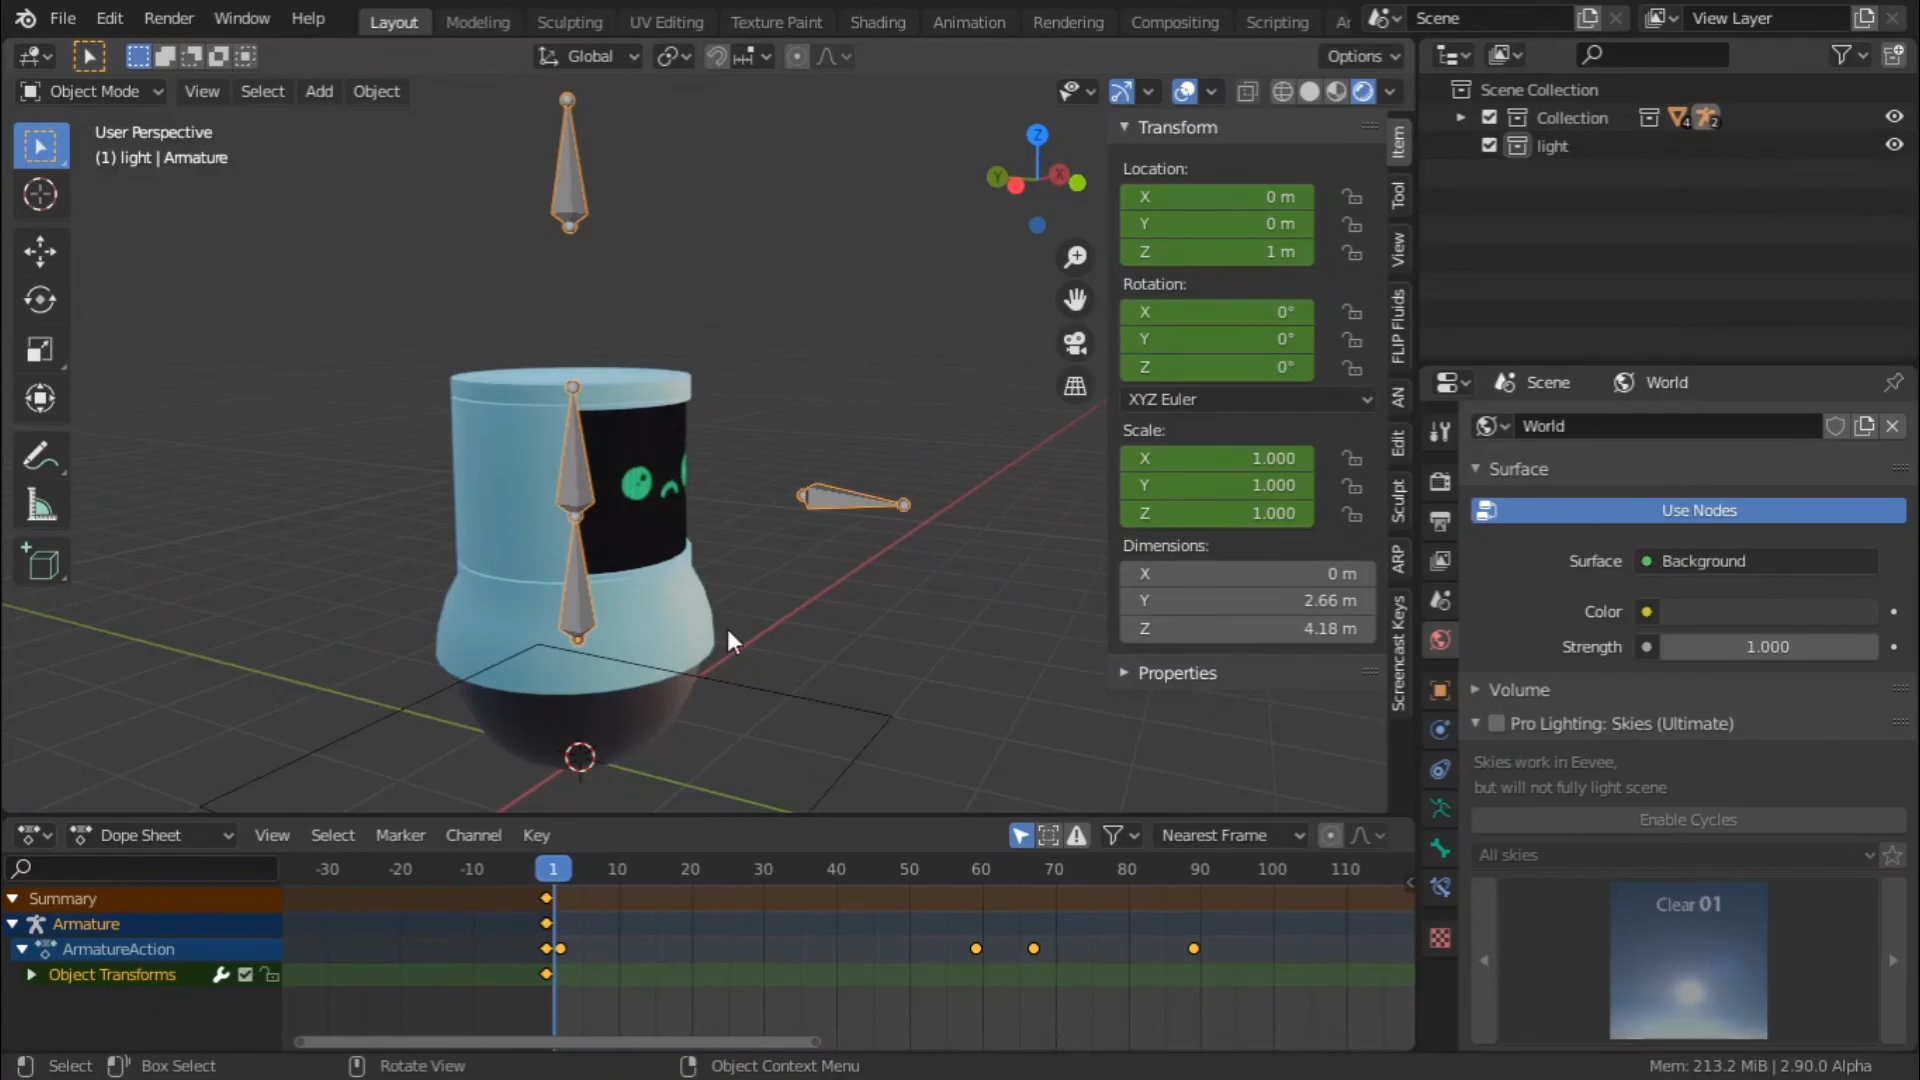 File Edit Render Window Help
Layout Modeling Sculpting UV Editing Texture Paint Shading Animation Rendering Compositing Scripting
Scene
View Layer
Global
Options
Object Mode View Select Add Object
User Perspective
(1) light | Armature
Z
Y
X
Transform
Location:
X 0 m
Y 0 m
Z 1 m
Rotation:
X 0°
Y 0°
Z 0°
XYZ Euler
Scale:
X 1.000
Y 1.000
Z 1.000
Dimensions:
X 0 m
Y 2.66 m
Z 4.18 m
Properties
Item
Tool
View
FLIP Fluids
AN
Edit
Sculpt
ARP
Screencast Keys
Scene Collection
Collection 4 2
light
Scene World
World
Surface
Use Nodes
Surface Background
Color
Strength 1.000
Volume
Pro Lighting: Skies (Ultimate)
Skies work in Eevee,
but will not fully light scene
Enable Cycles
All skies
Clear 01
Dope Sheet View Select Marker Channel Key
Nearest Frame
-30 -20 -10 1 10 20 30 40 50 60 70 80 90 100 110
Summary
Armature
ArmatureAction
Object Transforms
Select Box Select Rotate View Object Context Menu
Mem: 213.2 MiB | 2.90.0 Alpha